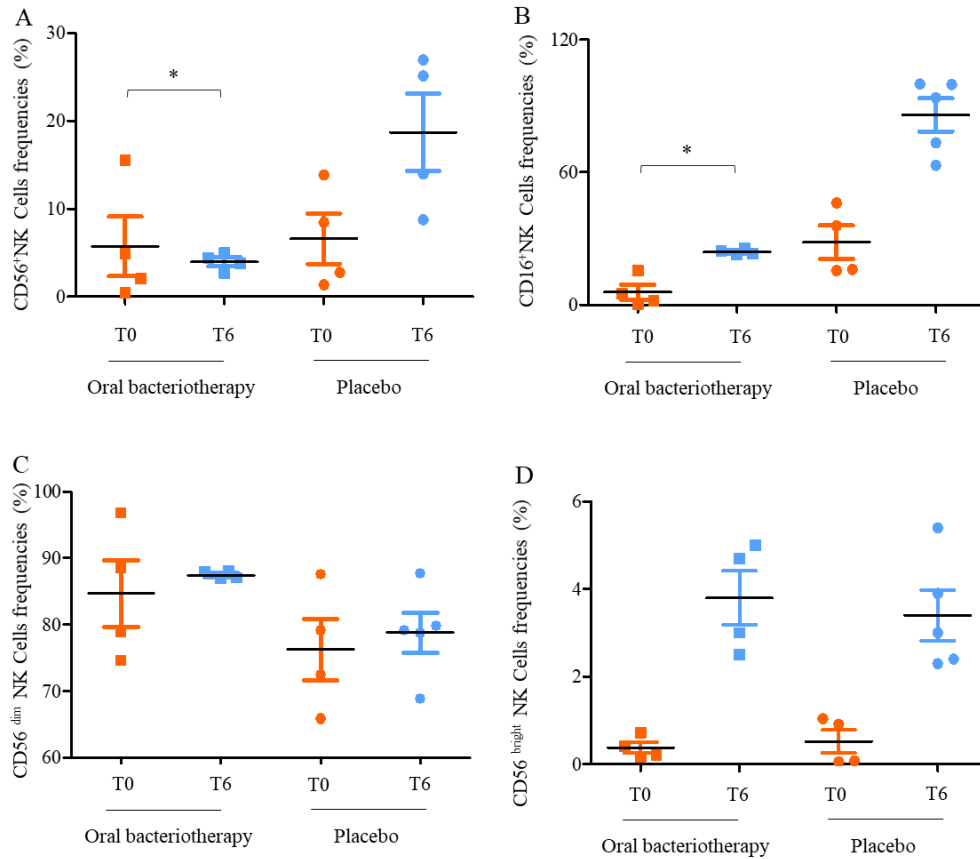 A
CD56⁺NK Cells frequencies (%)
30
20
10
0
*
T0 T6 T0 T6
Oral bacteriotherapy Placebo
B
CD16⁺NK Cells frequencies (%)
120
60
0
*
T0 T6 T0 T6
Oral bacteriotherapy Placebo
C
CD56 ᵈⁱᵐ NK Cells frequencies (%)
100
90
80
70
60
T0 T6 T0 T6
Oral bacteriotherapy Placebo
D
CD56 ᵇʳⁱᵍʰᵗ NK Cells frequencies (%)
6
4
2
0
T0 T6 T0 T6
Oral bacteriotherapy Placebo